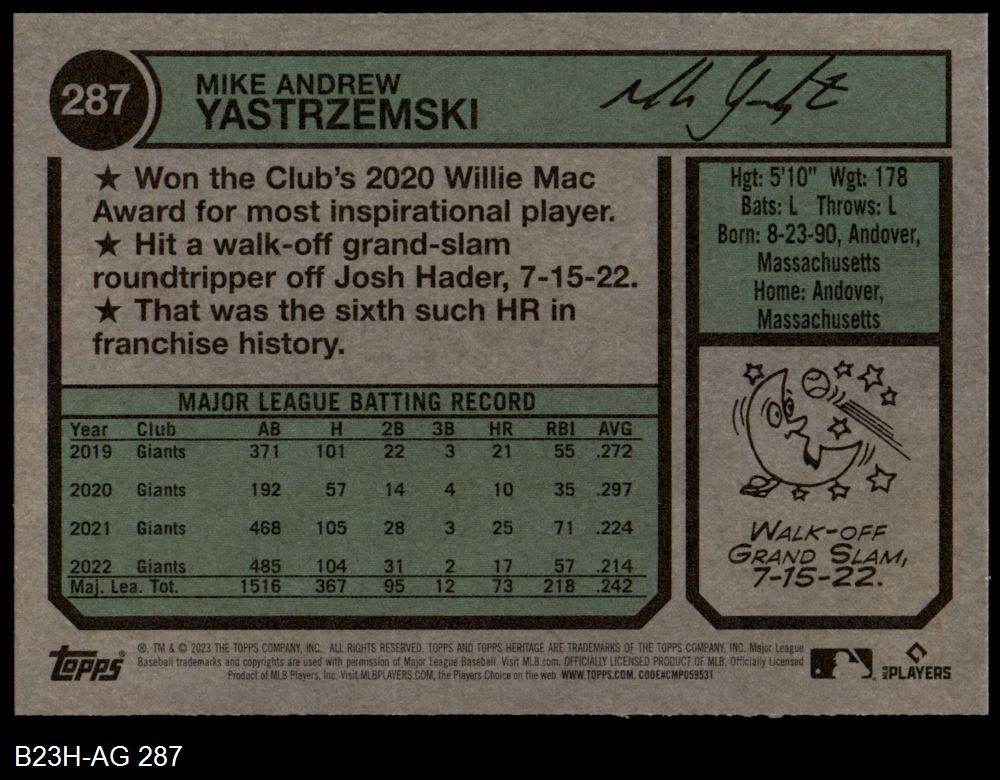 287
MIKE ANDREW
YASTRZEMSKI
★ Won the Club's 2020 Willie Mac
Award for most inspirational player.
★ Hit a walk-off grand-slam
roundtripper off Josh Hader, 7-15-22.
★ That was the sixth such HR in
franchise history.
Hgt: 5'10" Wgt: 178
Bats: L Throws: L
Born: 8-23-90, Andover,
Massachusetts
Home: Andover,
Massachusetts
MAJOR LEAGUE BATTING RECORD
Year Club AB H 2B 3B HR RBI AVG
2019 Giants 371 101 22 3 21 55 .272
2020 Giants 192 57 14 4 10 35 .297
2021 Giants 468 105 28 3 25 71 .224
2022 Giants 485 104 31 2 17 57 .214
Maj. Lea. Tot. 1516 367 95 12 73 218 .242
WALK-OFF
GRAND SLAM,
7-15-22.
topps
®, TM & © 2023 THE TOPPS COMPANY, INC. ALL RIGHTS RESERVED. TOPPS AND TOPPS HERITAGE ARE TRADEMARKS OF THE TOPPS COMPANY, INC. Major League
Baseball trademarks and copyrights are used with permission of Major League Baseball. Visit MLB.com. OFFICIALLY LICENSED PRODUCT OF MLB, Officially Licensed
Product of MLB Players, Inc. Visit MLBPLAYERS.COM, the Players Choice on the web. WWW.TOPPS.COM. CODE#CMP059531
MLB PLAYERS
B23H-AG 287